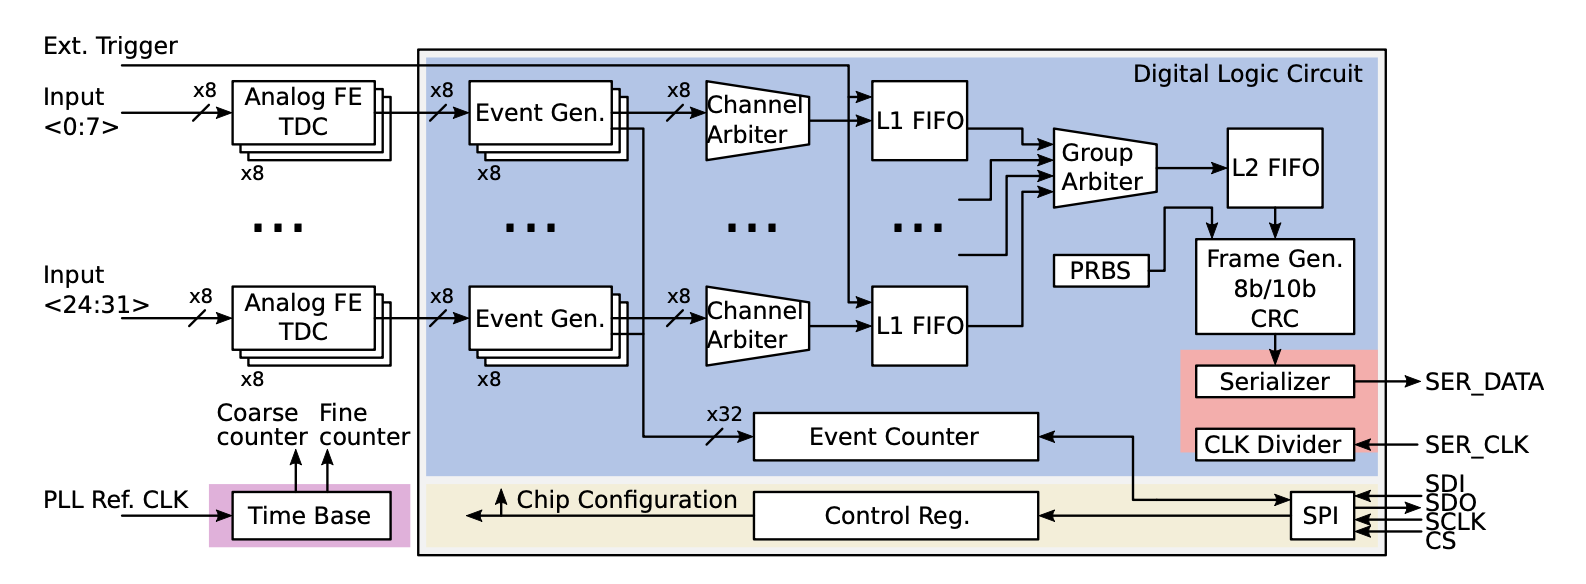 Ext. Trigger
Digital Logic Circuit
Input
<0:7>
x8
Analog FE
TDC
x8
x8
Event Gen.
x8
x8
Channel
Arbiter
L1 FIFO
Group
Arbiter
L2 FIFO
...
...
...
...
PRBS
Frame Gen.
8b/10b
CRC
Input
<24:31>
x8
Analog FE
TDC
x8
x8
Event Gen.
x8
x8
Channel
Arbiter
L1 FIFO
Serializer
SER_DATA
Coarse
counter
Fine
counter
x32
Event Counter
CLK Divider
SER_CLK
PLL Ref. CLK
Time Base
Chip Configuration
Control Reg.
SPI
SDI
SDO
SCLK
CS